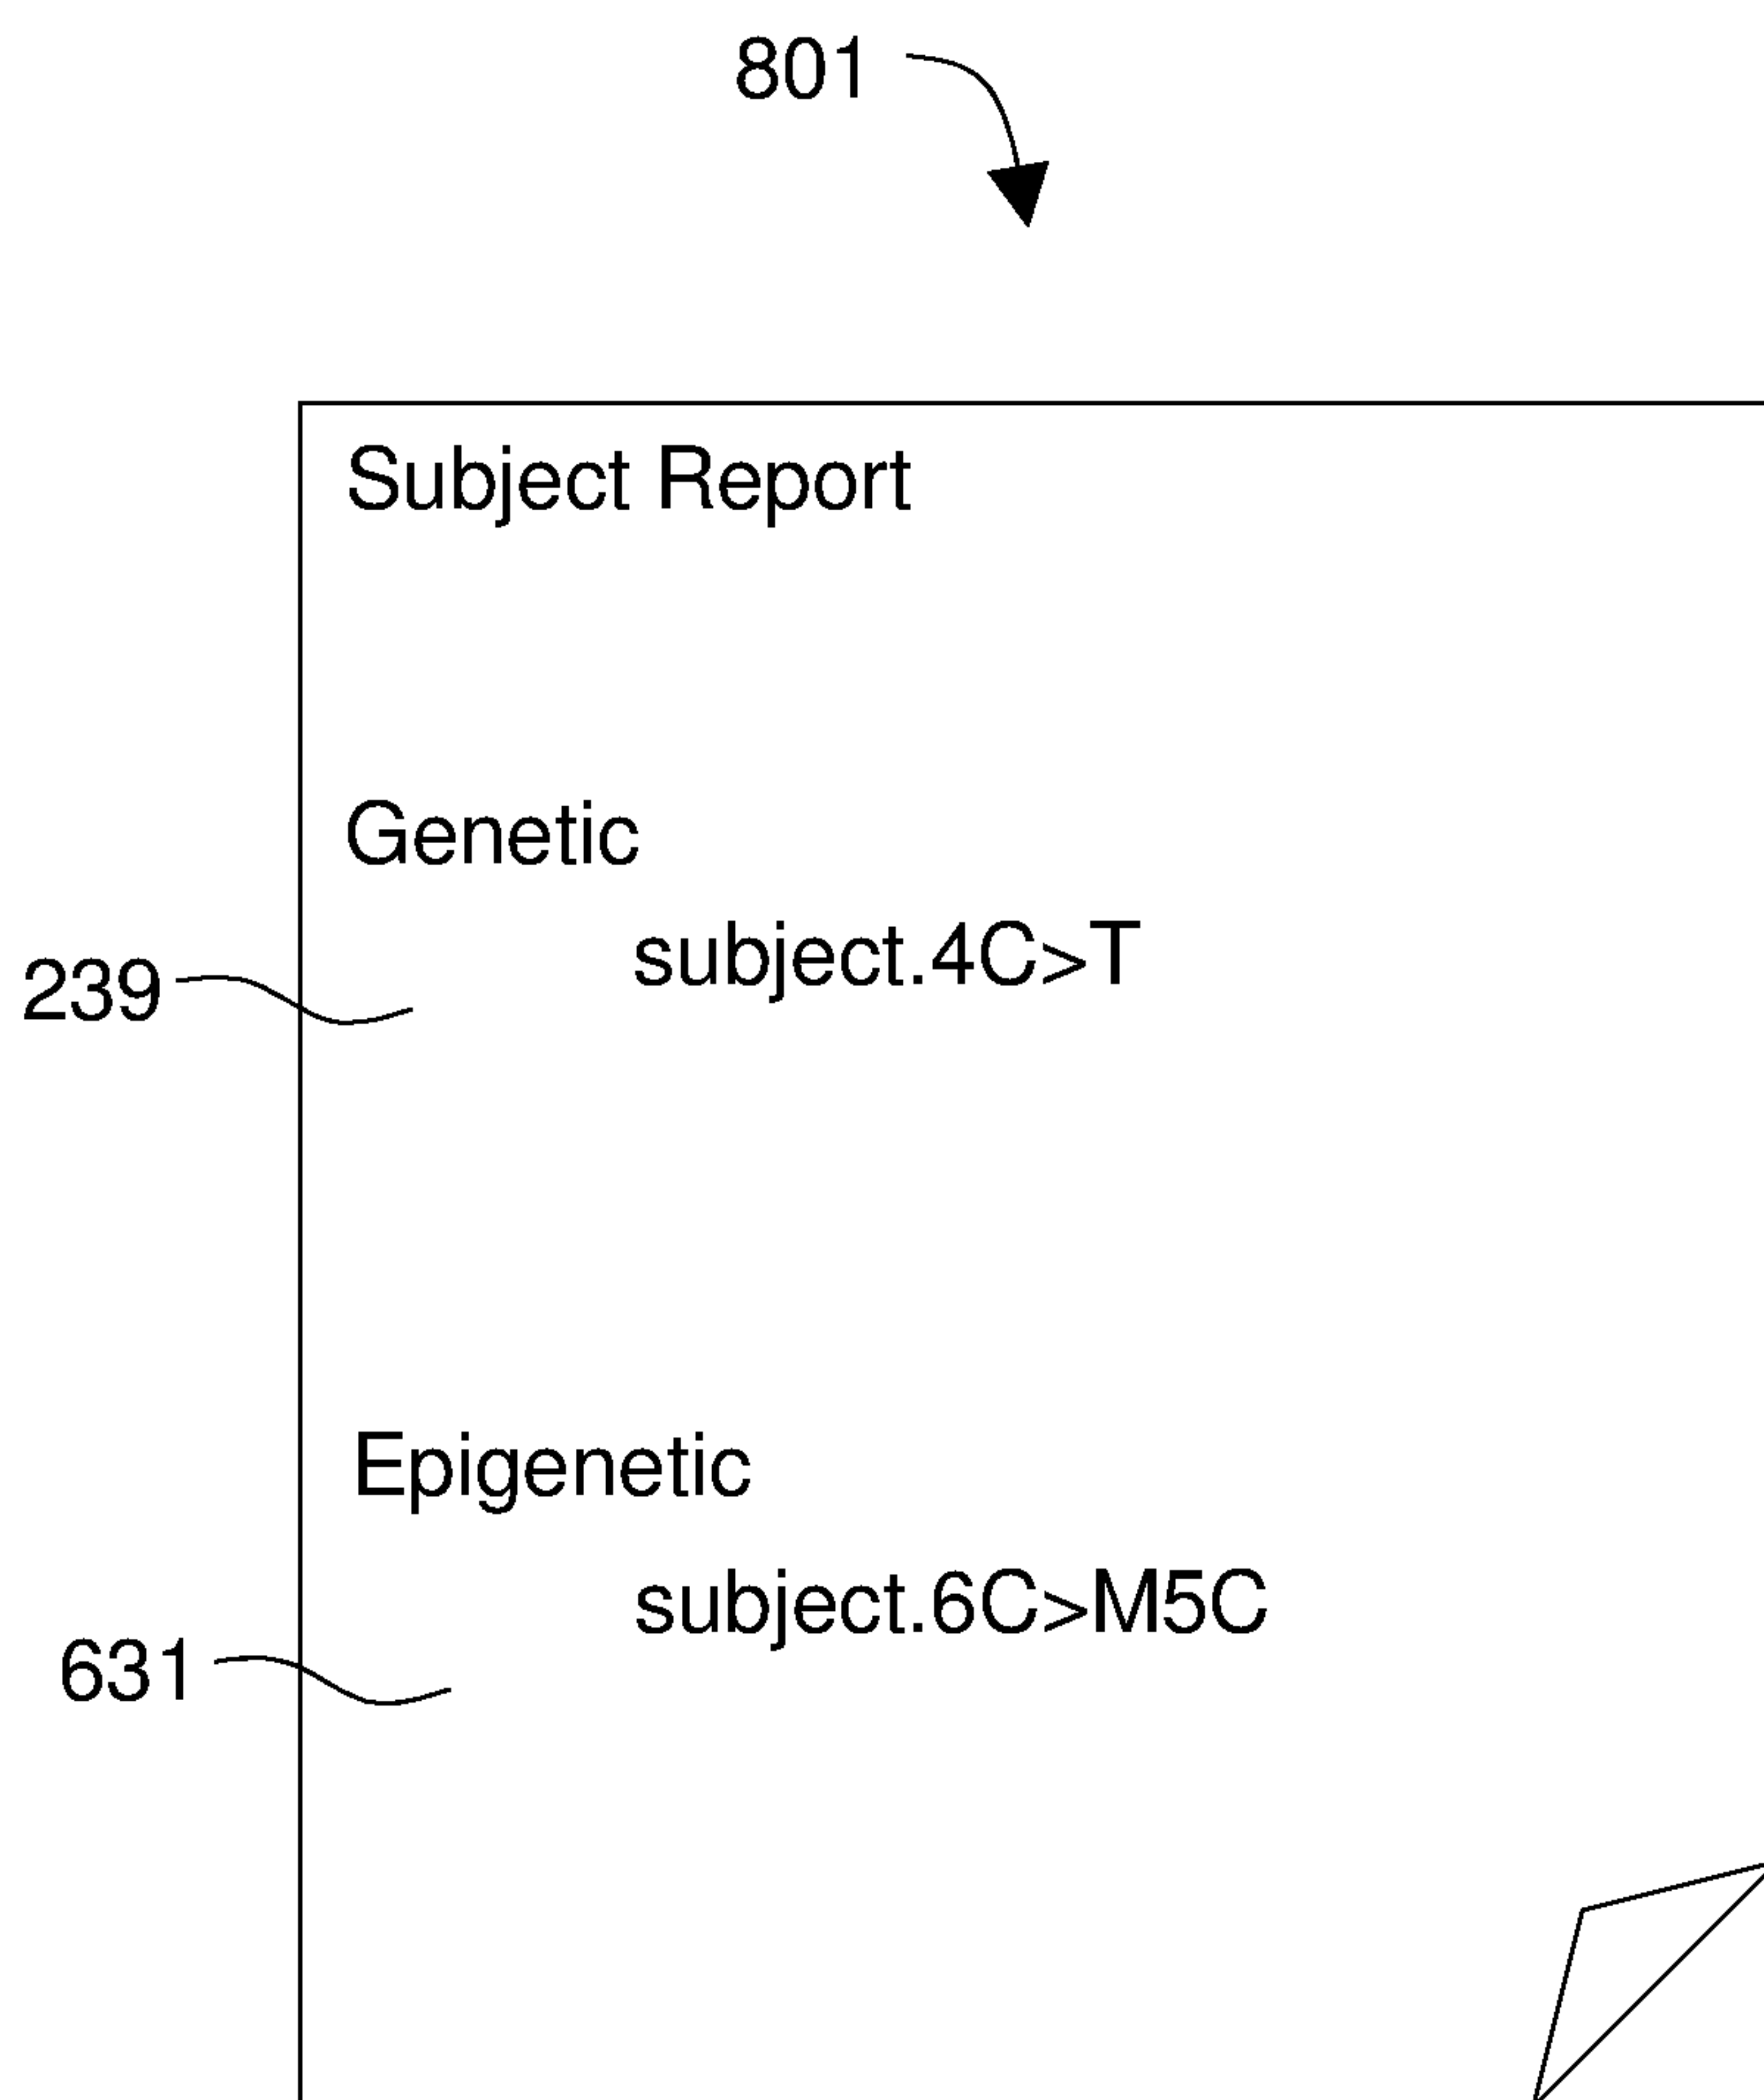 801
Subject Report
Genetic
subject.4C>T
239
Epigenetic
subject.6C>M5C
631